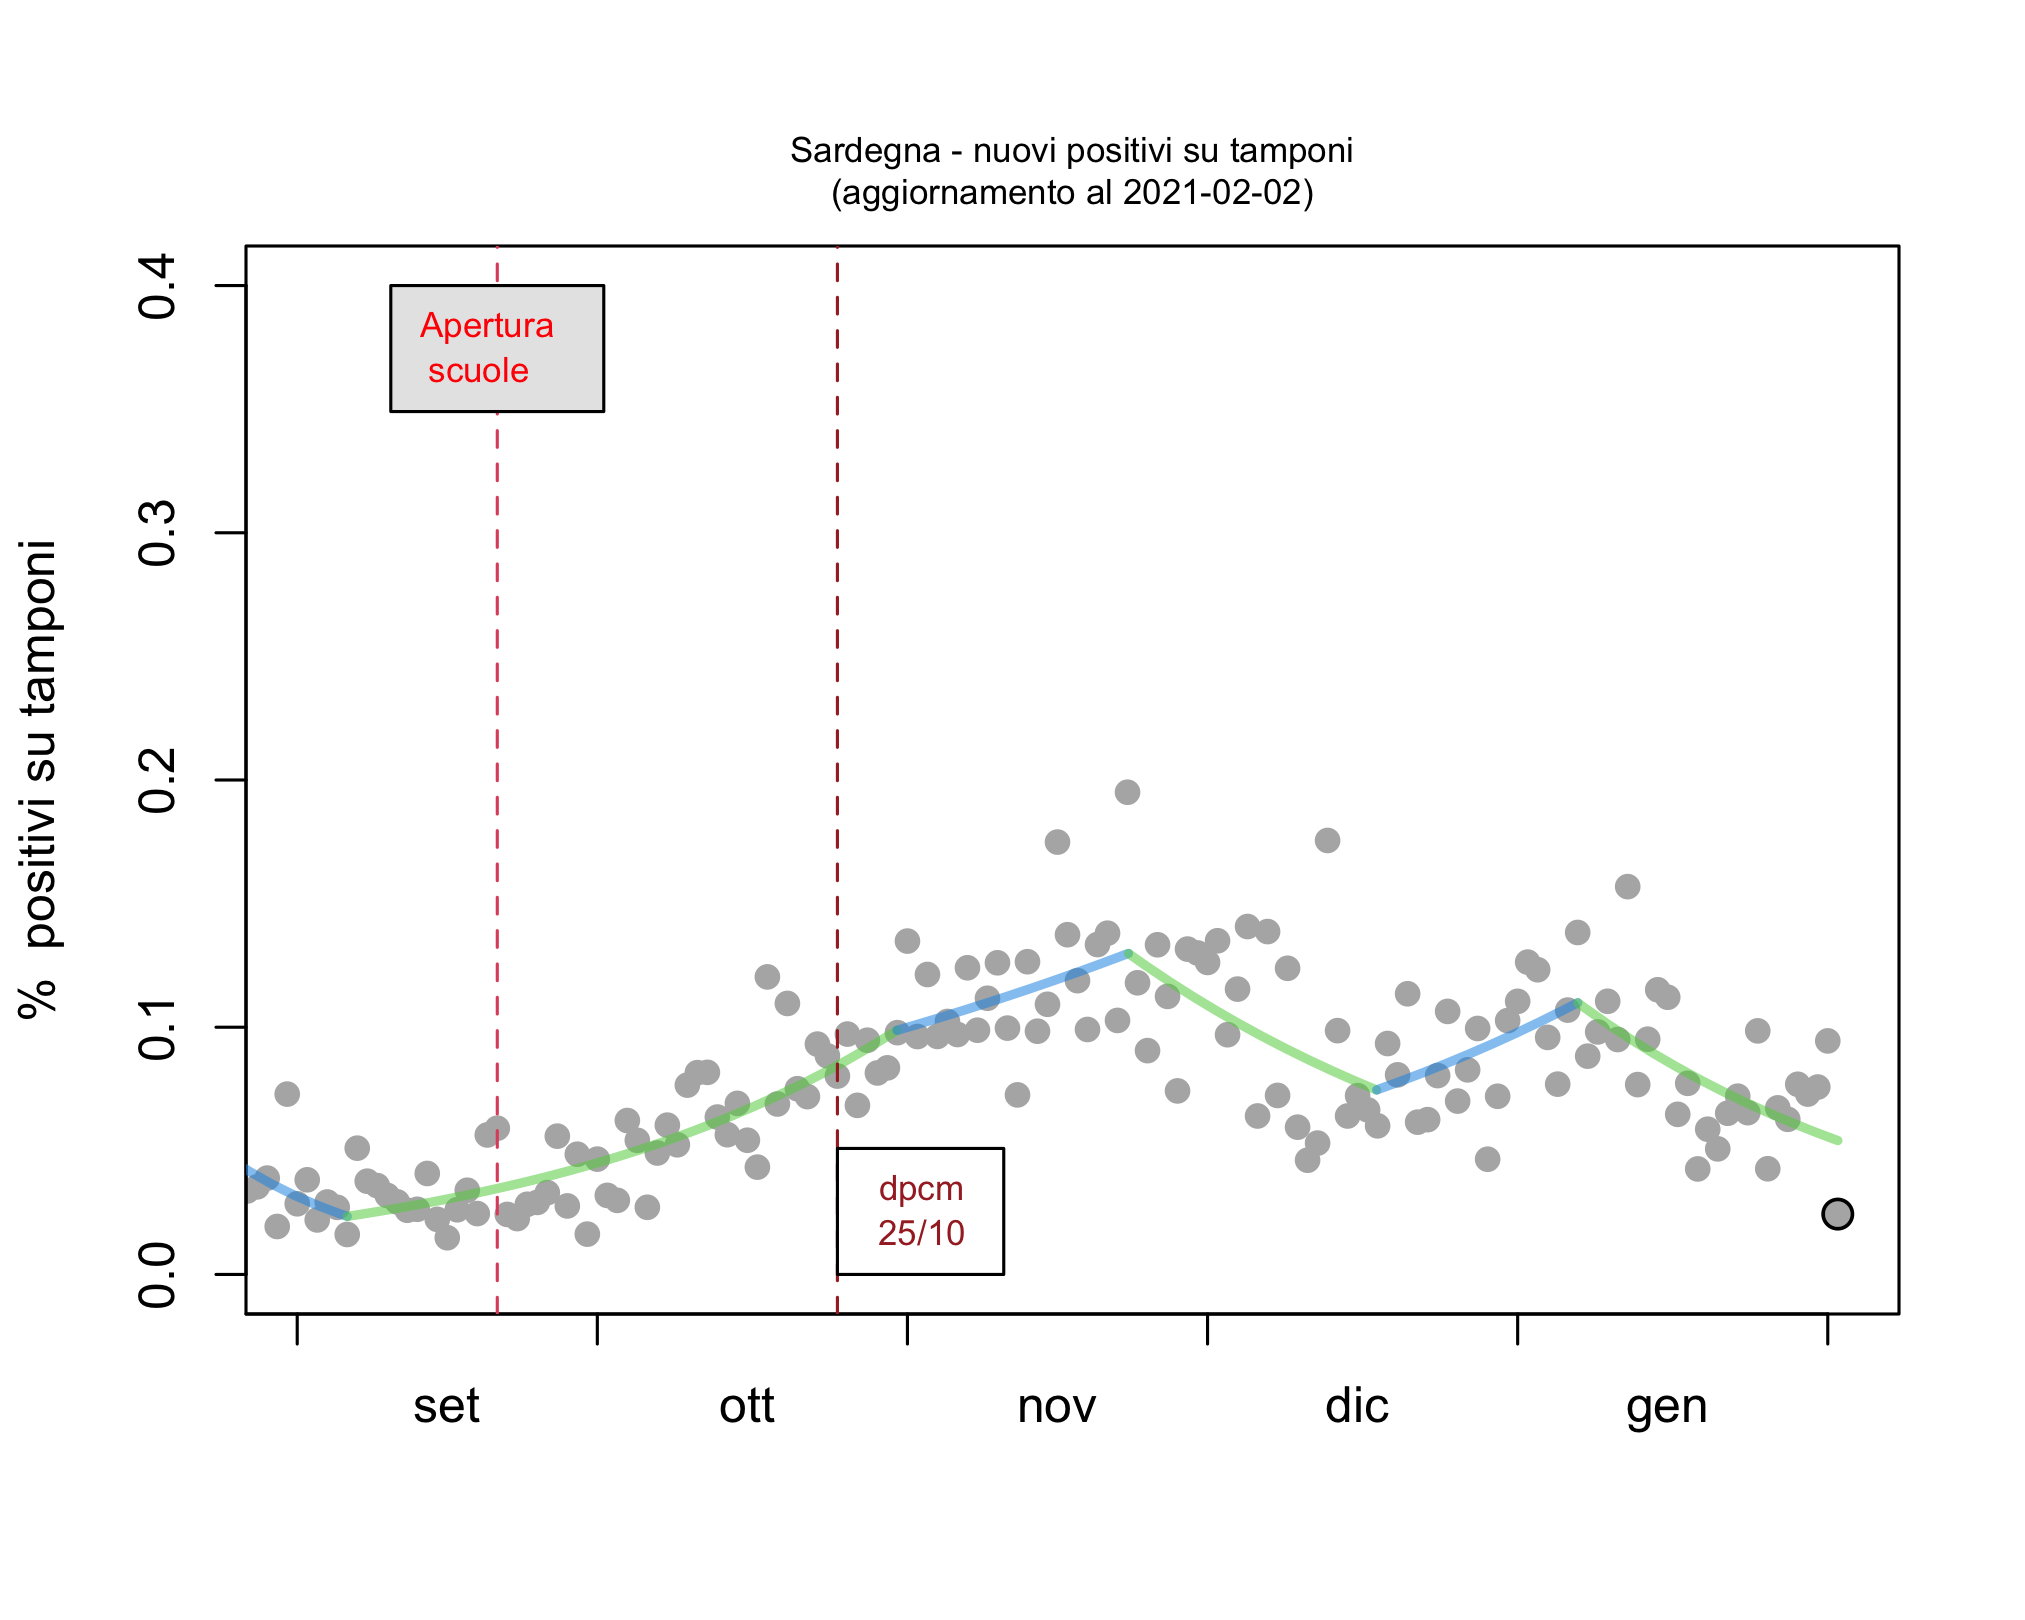 Sardegna - nuovi positivi su tamponi
(aggiornamento al 2021-02-02)
% positivi su tamponi
0.4
0.3
0.2
0.1
0.0
Apertura
scuole
dpcm
25/10
set
ott
nov
dic
gen